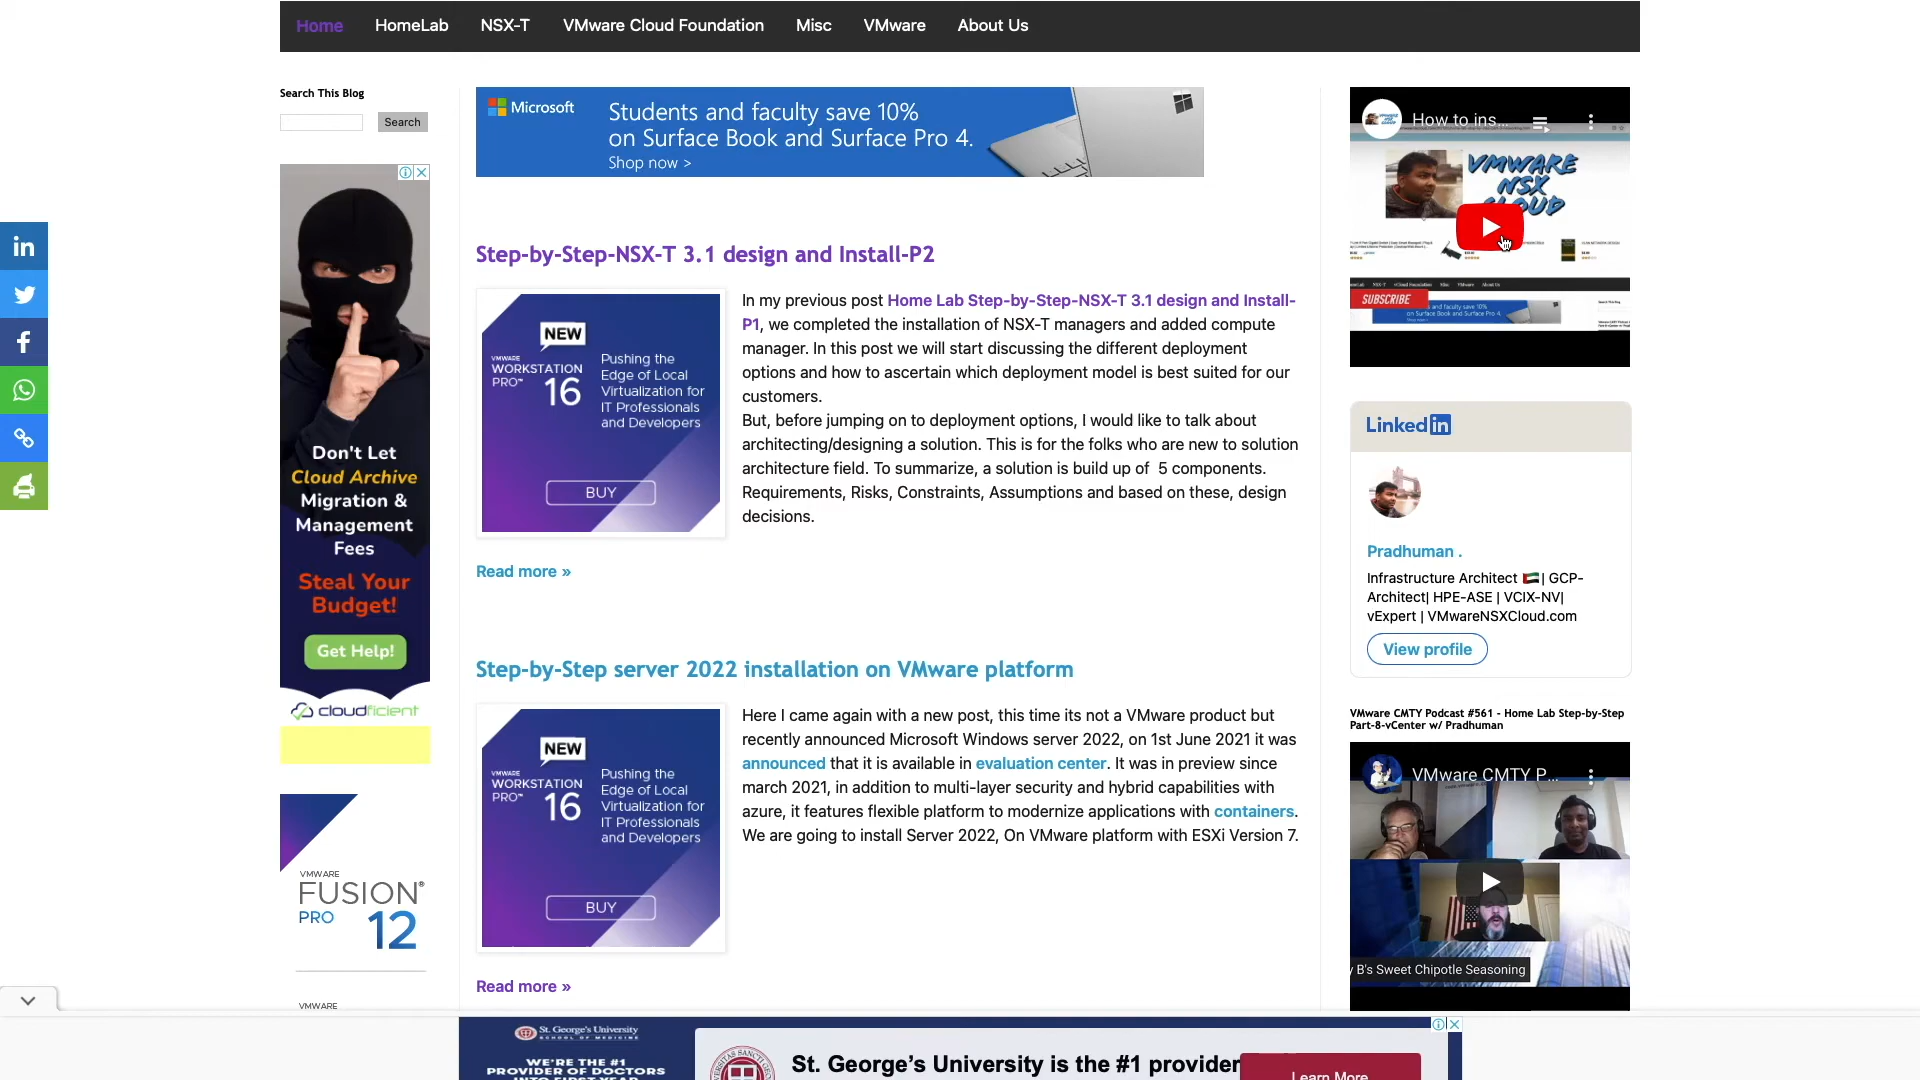 Home
HomeLab
NSX-T
VMware Cloud Foundation
Misc
VMware
About Us
Search This Blog
Search
Don't Let
Cloud Archive
Migration &
Management
Fees
Steal Your
Budget!
Get Help!
cloudficient
VMWARE
FUSION®
PRO 12
VMWARE
Microsoft
Students and faculty save 10%
on Surface Book and Surface Pro 4.
Shop now >
Step-by-Step-NSX-T 3.1 design and Install-P2
NEW
VMWARE
WORKSTATION
PRO™ 16
Pushing the
Edge of Local
Virtualization for
IT Professionals
and Developers
BUY
In my previous post Home Lab Step-by-Step-NSX-T 3.1 design and Install-
P1, we completed the installation of NSX-T managers and added compute
manager. In this post we will start discussing the different deployment
options and how to ascertain which deployment model is best suited for our
customers.
But, before jumping on to deployment options, I would like to talk about
architecting/designing a solution. This is for the folks who are new to solution
architecture field. To summarize, a solution is build up of 5 components.
Requirements, Risks, Constraints, Assumptions and based on these, design
decisions.
Read more »
Step-by-Step server 2022 installation on VMware platform
NEW
VMWARE
WORKSTATION
PRO™ 16
Pushing the
Edge of Local
Virtualization for
IT Professionals
and Developers
BUY
Here I came again with a new post, this time its not a VMware product but
recently announced Microsoft Windows server 2022, on 1st June 2021 it was
announced that it is available in evaluation center. It was in preview since
march 2021, in addition to multi-layer security and hybrid capabilities with
azure, it features flexible platform to modernize applications with containers.
We are going to install Server 2022, On VMware platform with ESXi Version 7.
Read more »
How to ins...
VMWARE
NSX
CLOUD
SUBSCRIBE
Linked in
Pradhuman .
Infrastructure Architect 🇦🇪| GCP-
Architect| HPE-ASE | VCIX-NV|
vExpert | VMwareNSXCloud.com
View profile
VMware CMTY Podcast #561 - Home Lab Step-by-Step
Part-8-vCenter w/ Pradhuman
VMware CMTY P...
y B's Sweet Chipotle Seasoning
St. George's University
SCHOOL OF MEDICINE
WE'RE THE #1
PROVIDER OF DOCTORS
St. George's University is the #1 provider
Learn More